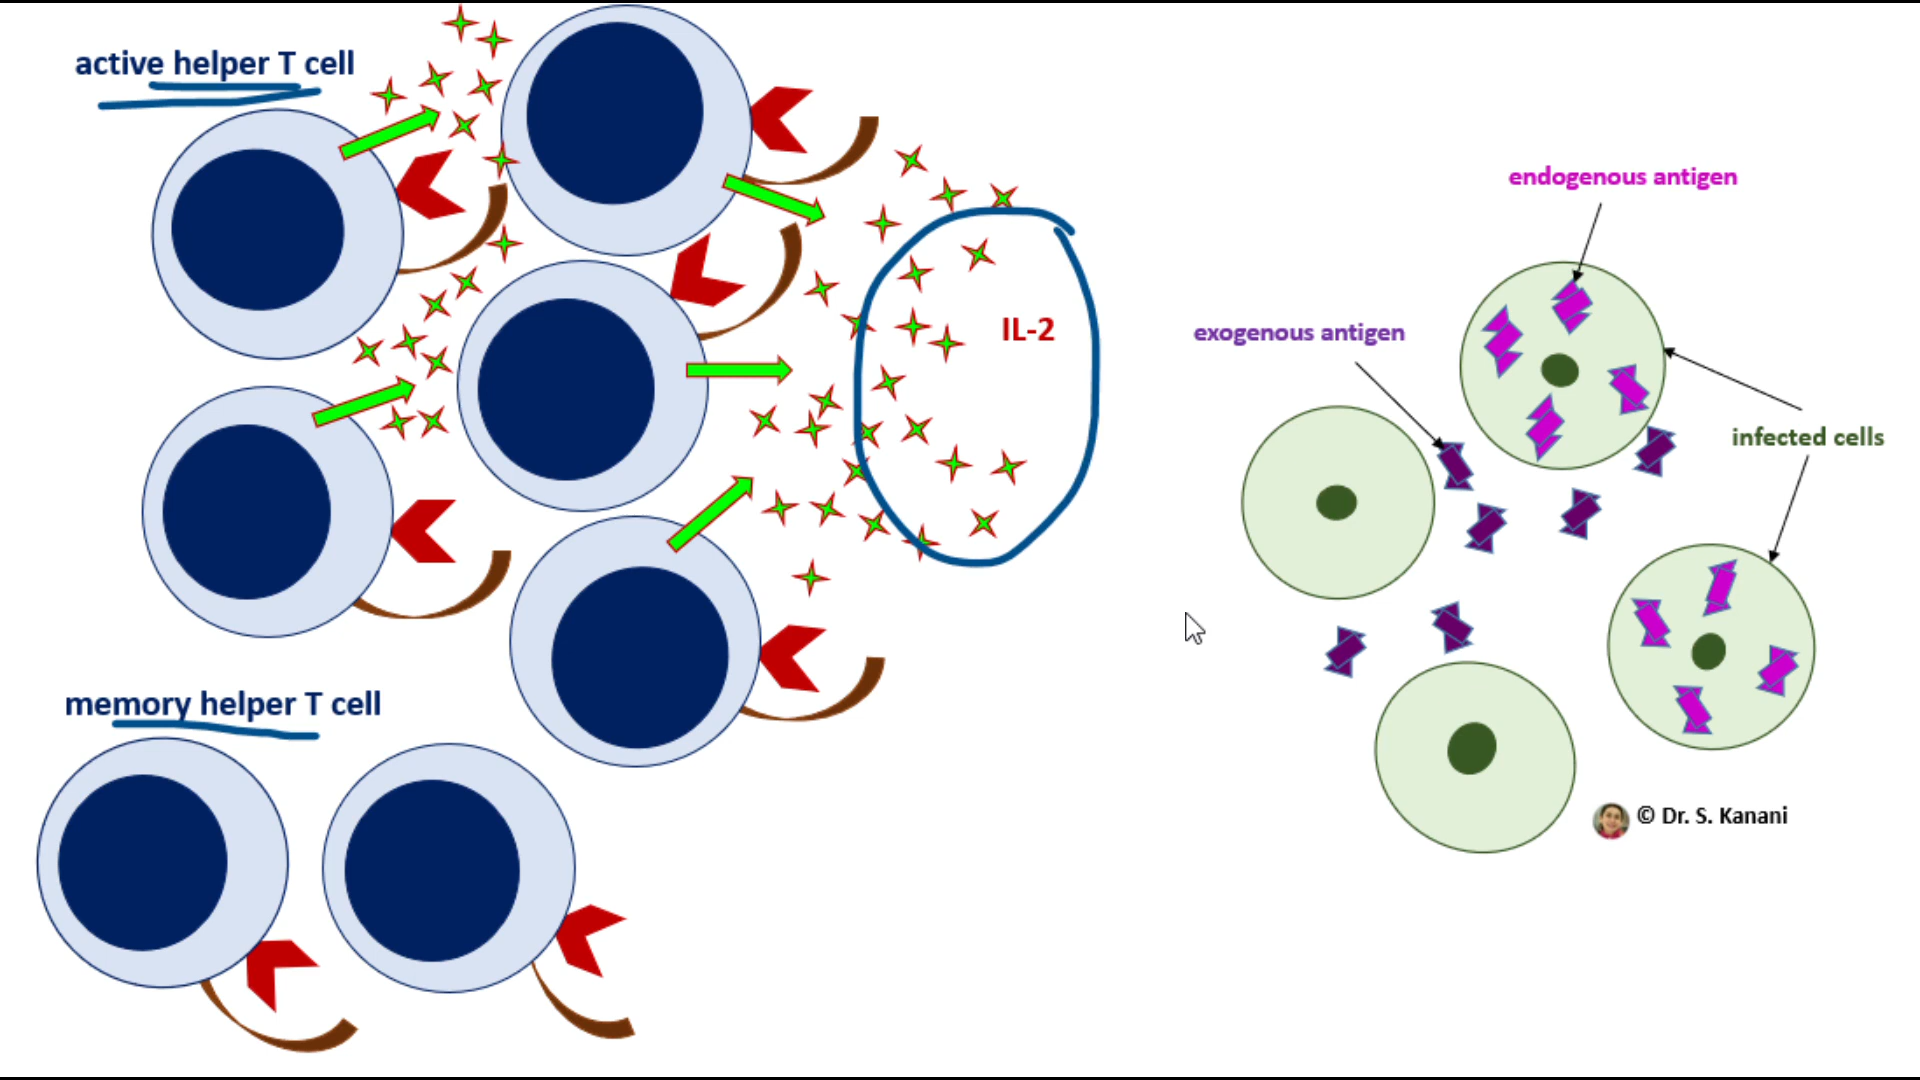 active helper T cell
endogenous antigen
exogenous antigen
IL-2
infected cells
memory helper T cell
© Dr. S. Kanani